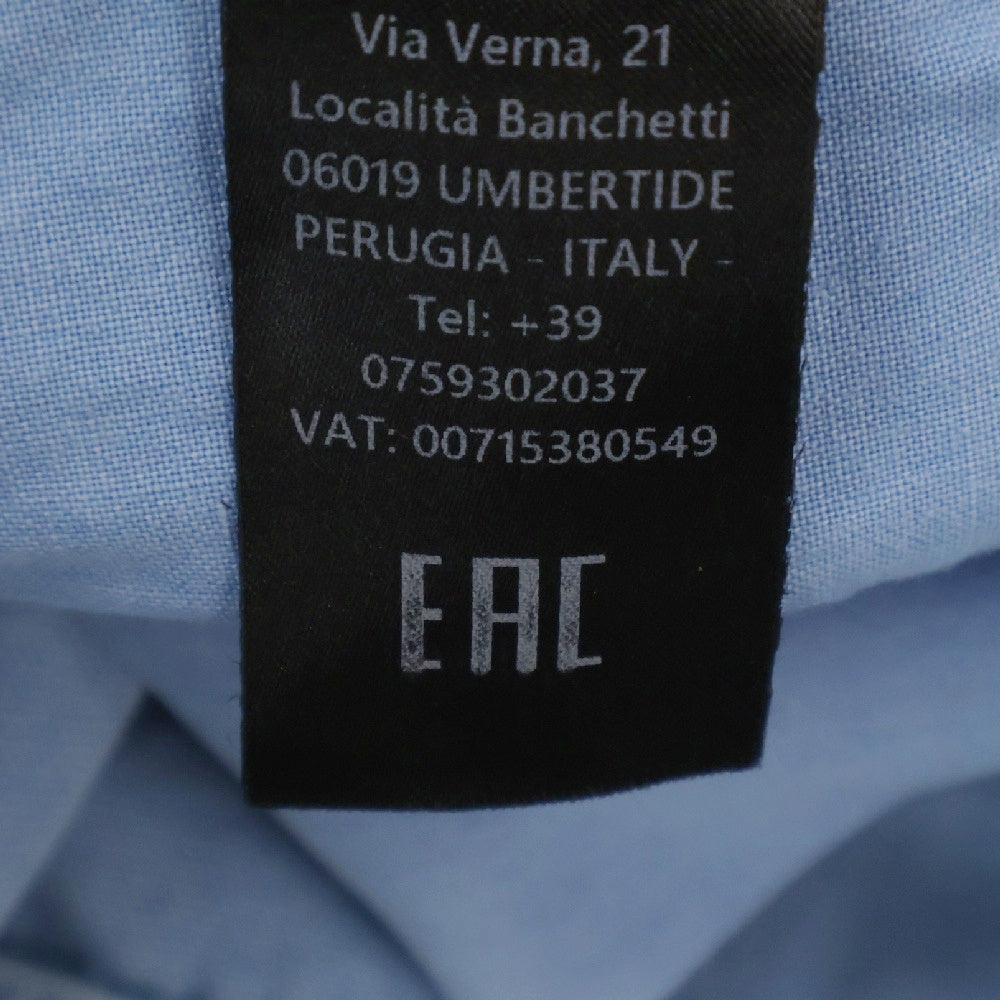 Via Verna, 21
Località Banchetti
06019 UMBERTIDE
PERUGIA - ITALY -
Tel: +39
0759302037
VAT: 00715380549
EAC